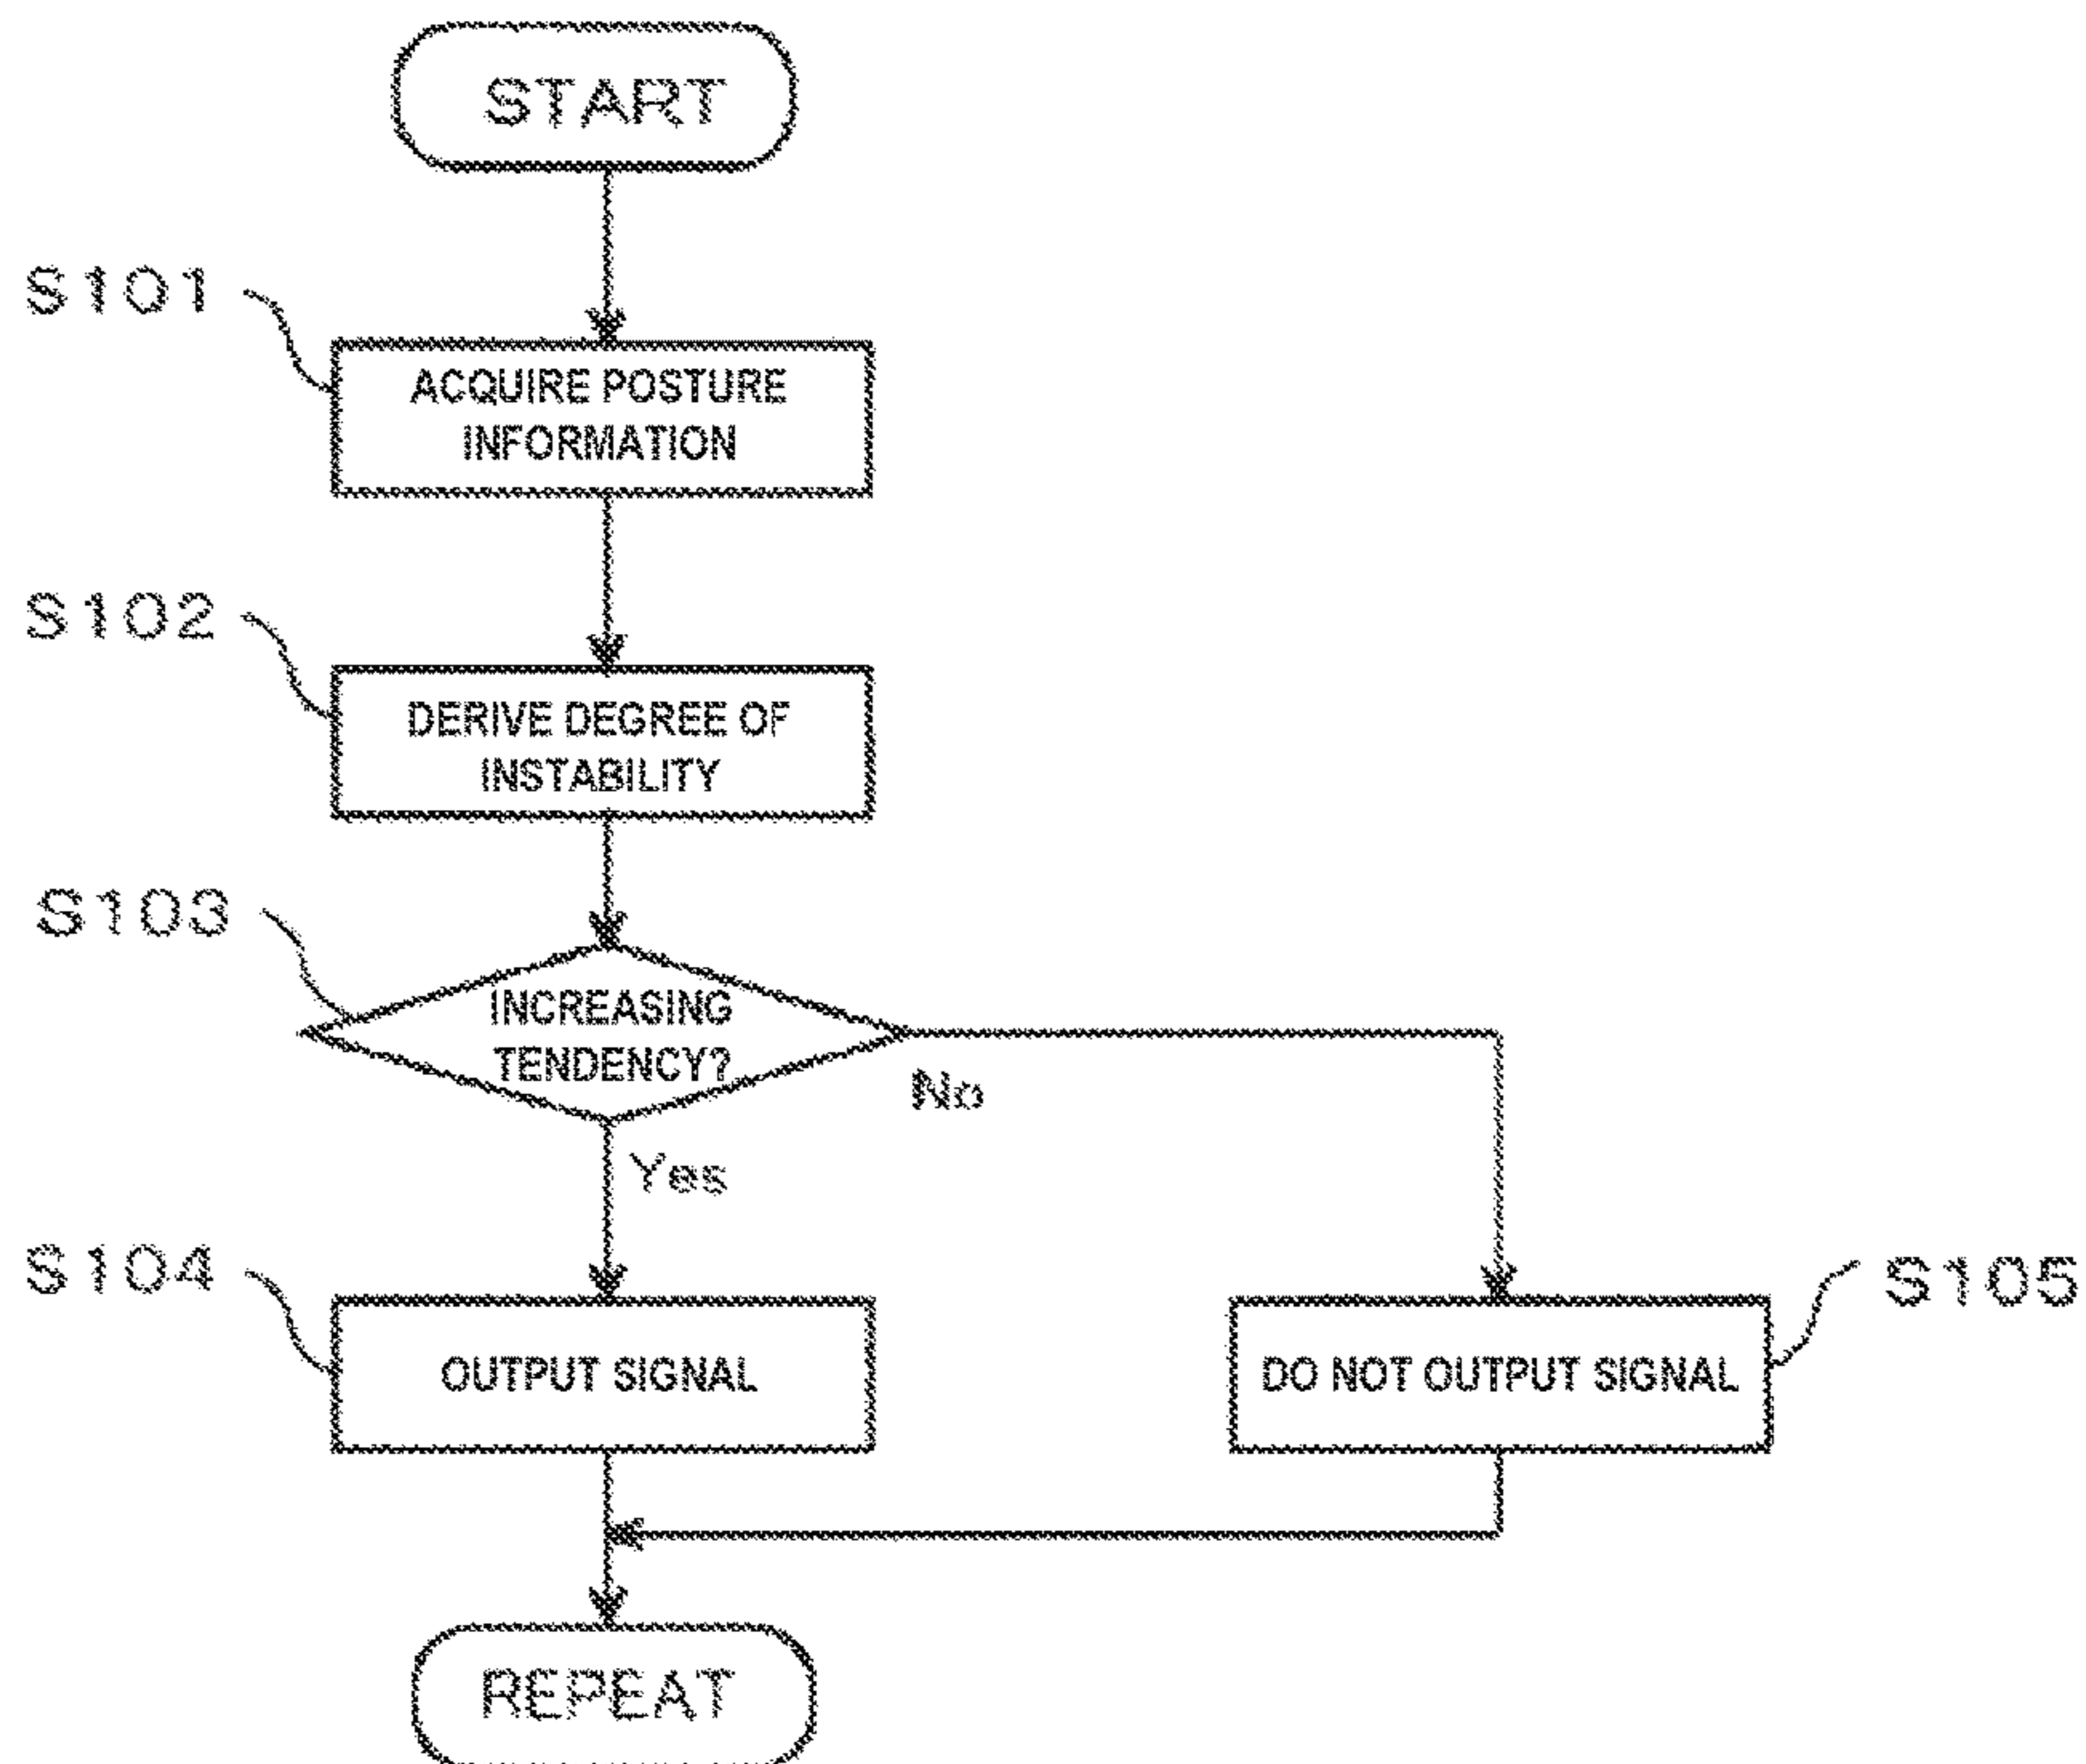 START
S101
ACQUIRE POSTURE
INFORMATION
S102
DERIVE DEGREE OF
INSTABILITY
S103
INCREASING
TENDENCY?
No
Yes
S104
OUTPUT SIGNAL
DO NOT OUTPUT SIGNAL
S105
REPEAT